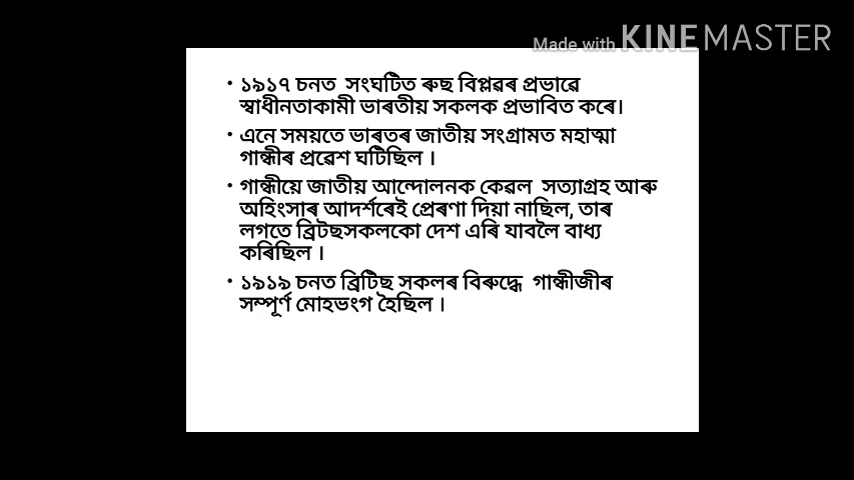 Made with KINEMASTER
• ১৯১৭ চনত সংঘটিত ৰুছ বিপ্লৱৰ প্ৰভাৱে
স্বাধীনতাকামী ভাৰতীয় সকলক প্ৰভাবিত কৰে।
• এনে সময়তে ভাৰতৰ জাতীয় সংগ্ৰামত মহাত্মা
গান্ধীৰ প্ৰৱেশ ঘটিছিল ।
• গান্ধীয়ে জাতীয় আন্দোলনক কেৱল সত্যাগ্ৰহ আৰু
অহিংসাৰ আদৰ্শৰেই প্ৰেৰণা দিয়া নাছিল, তাৰ
লগতে ব্ৰিটছসকলকো দেশ এৰি যাবলৈ বাধ্য
কৰিছিল ।
• ১৯১৯ চনত ব্ৰিটিছ সকলৰ বিৰুদ্ধে গান্ধীজীৰ
সম্পূৰ্ণ মোহভংগ হৈছিল ।